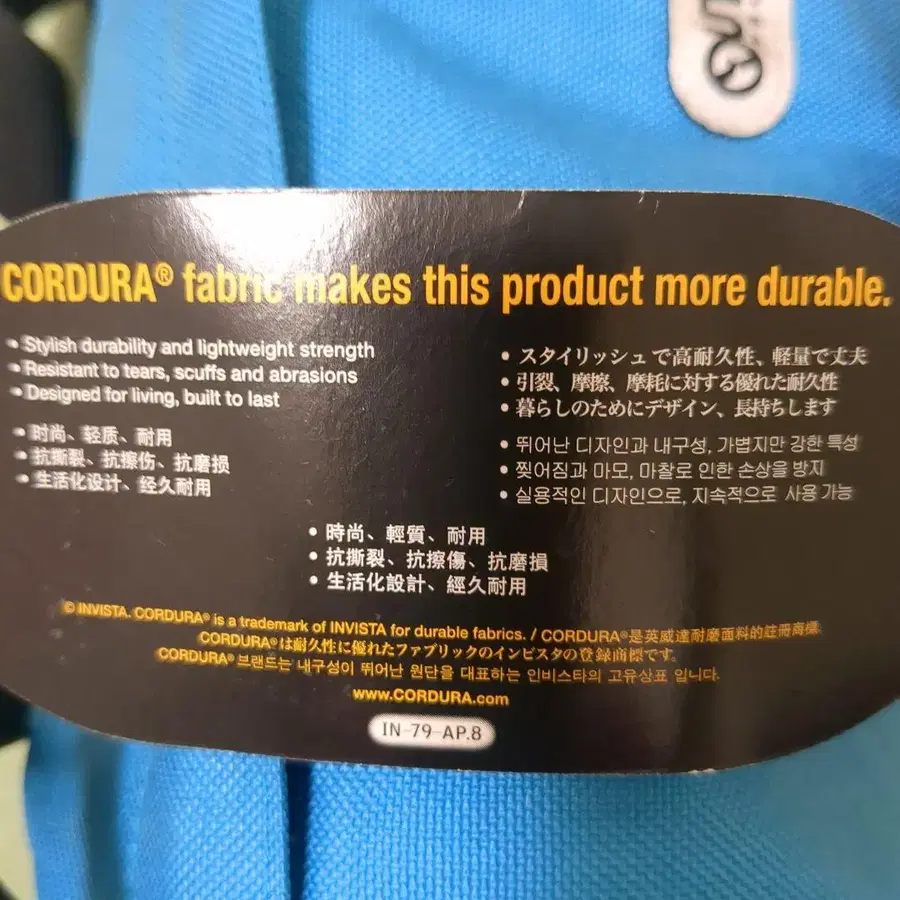 CORDURA® fabric makes this product more durable.
• Stylish durability and lightweight strength
• Resistant to tears, scuffs and abrasions
• Designed for living, built to last
• 时尚、轻质、耐用
• 抗撕裂、抗擦伤、抗磨损
• 生活化设计、经久耐用
• スタイリッシュで高耐久性、軽量で丈夫
• 引裂、摩擦、摩耗に対する優れた耐久性
• 暮らしのためにデザイン、長持ちします
• 뛰어난 디자인과 내구성, 가볍지만 강한 특성
• 찢어짐과 마모, 마찰로 인한 손상을 방지
• 실용적인 디자인으로, 지속적으로 사용 가능
• 時尚、輕質、耐用
• 抗撕裂、抗擦傷、抗磨損
• 生活化設計、經久耐用
© INVISTA. CORDURA® is a trademark of INVISTA for durable fabrics. / CORDURA®是英威達耐磨面料的註冊商標.
CORDURA®は耐久性に優れたファブリックのインビスタの登録商標です。
CORDURA® 브랜드는 내구성이 뛰어난 원단을 대표하는 인비스타의 고유상표 입니다.
www.CORDURA.com
IN-79-AP.8